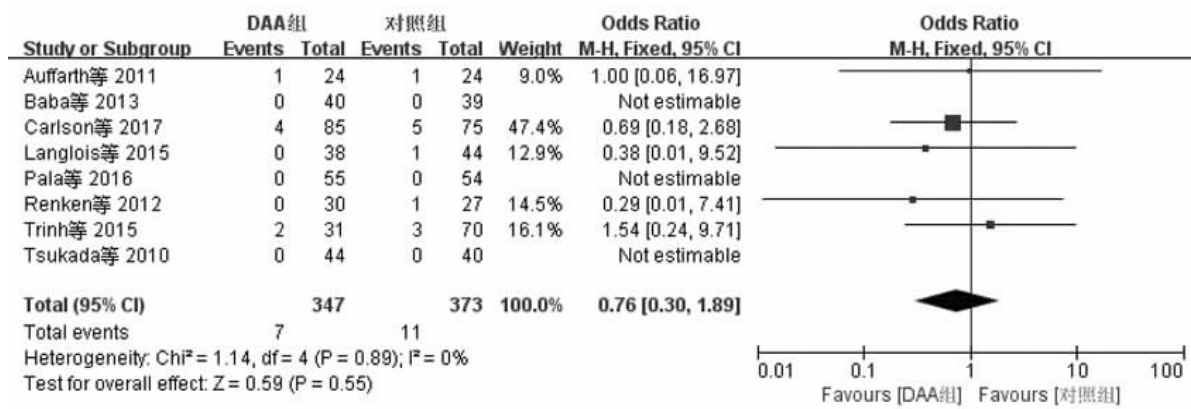 DAA组 对照组 Odds Ratio Odds Ratio
Study or Subgroup Events Total Events Total Weight M-H, Fixed, 95% CI M-H, Fixed, 95% CI
Auffarth等 2011 1 24 1 24 9.0% 1.00 [0.06, 16.97]
Baba等 2013 0 40 0 39 Not estimable
Carlson等 2017 4 85 5 75 47.4% 0.69 [0.18, 2.68]
Langlois等 2015 0 38 1 44 12.9% 0.38 [0.01, 9.52]
Pala等 2016 0 55 0 54 Not estimable
Renken等 2012 0 30 1 27 14.5% 0.29 [0.01, 7.41]
Trinh等 2015 2 31 3 70 16.1% 1.54 [0.24, 9.71]
Tsukada等 2010 0 44 0 40 Not estimable
Total (95% CI) 347 373 100.0% 0.76 [0.30, 1.89]
Total events 7 11
Heterogeneity: Chi² = 1.14, df = 4 (P = 0.89); I² = 0%
Test for overall effect: Z = 0.59 (P = 0.55)
0.01 0.1 1 10 100
Favours [DAA组] Favours [对照组]